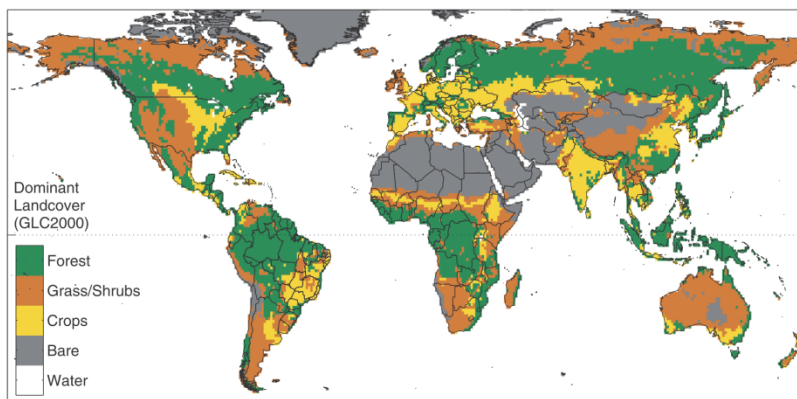 Dominant
Landcover
(GLC2000)
Forest
Grass/Shrubs
Crops
Bare
Water